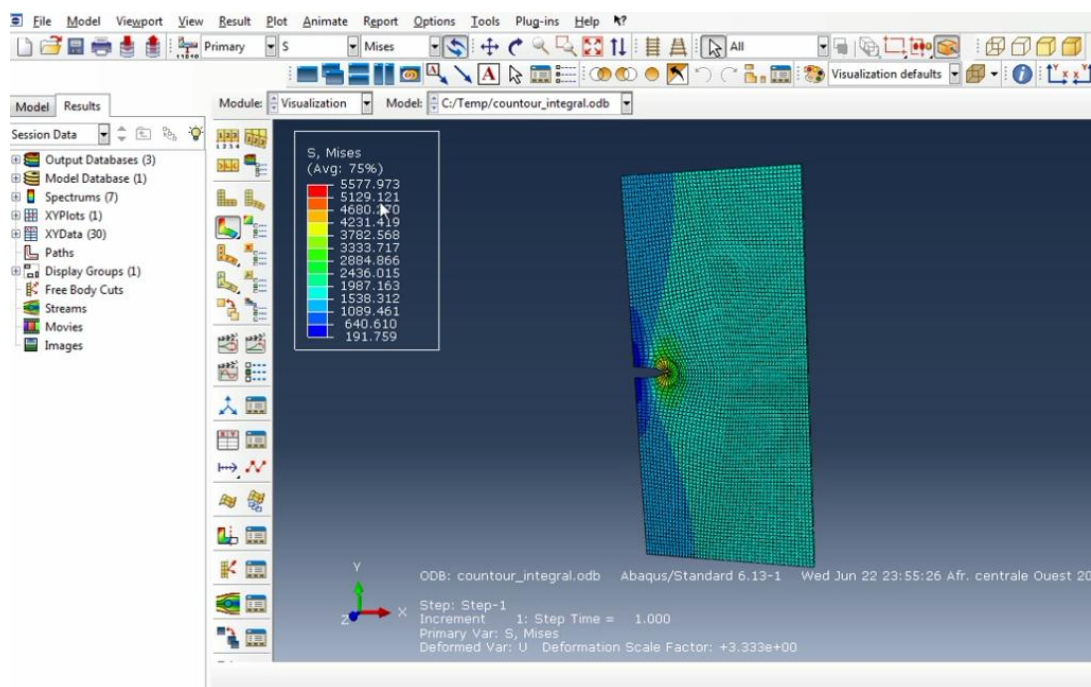 File Model Viewport View Result Plot Animate Report Options Tools Plug-ins Help
Primary S Mises All
A Visualization defaults
Model Results Module: Visualization Model: C:/Temp/countour_integral.odb
Session Data
Output Databases (3)
Model Database (1)
Spectrums (7)
XYPlots (1)
XYData (30)
Paths
Display Groups (1)
Free Body Cuts
Streams
Movies
Images
S, Mises
(Avg: 75%)
5577.973
5129.121
4231.419
3782.568
3333.717
2884.866
2436.015
1987.163
1538.312
1089.461
640.610
191.759
Y
Z X
ODB: countour_integral.odb Abaqus/Standard 6.13-1 Wed Jun 22 23:55:26 Afr. centrale Ouest 20
Step: Step-1
Increment 1: Step Time = 1.000
Primary Var: S, Mises
Deformed Var: U Deformation Scale Factor: +3.333e+00